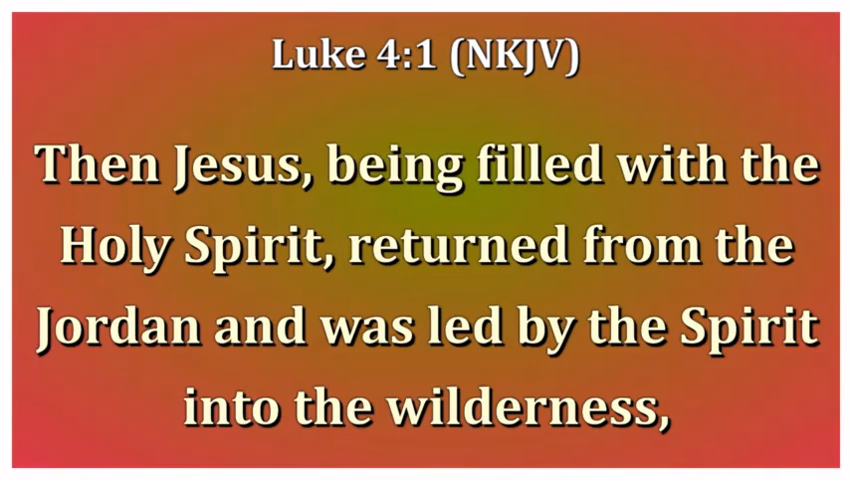 Luke 4:1 (NKJV)
Then Jesus, being filled with the
Holy Spirit, returned from the
Jordan and was led by the Spirit
into the wilderness,